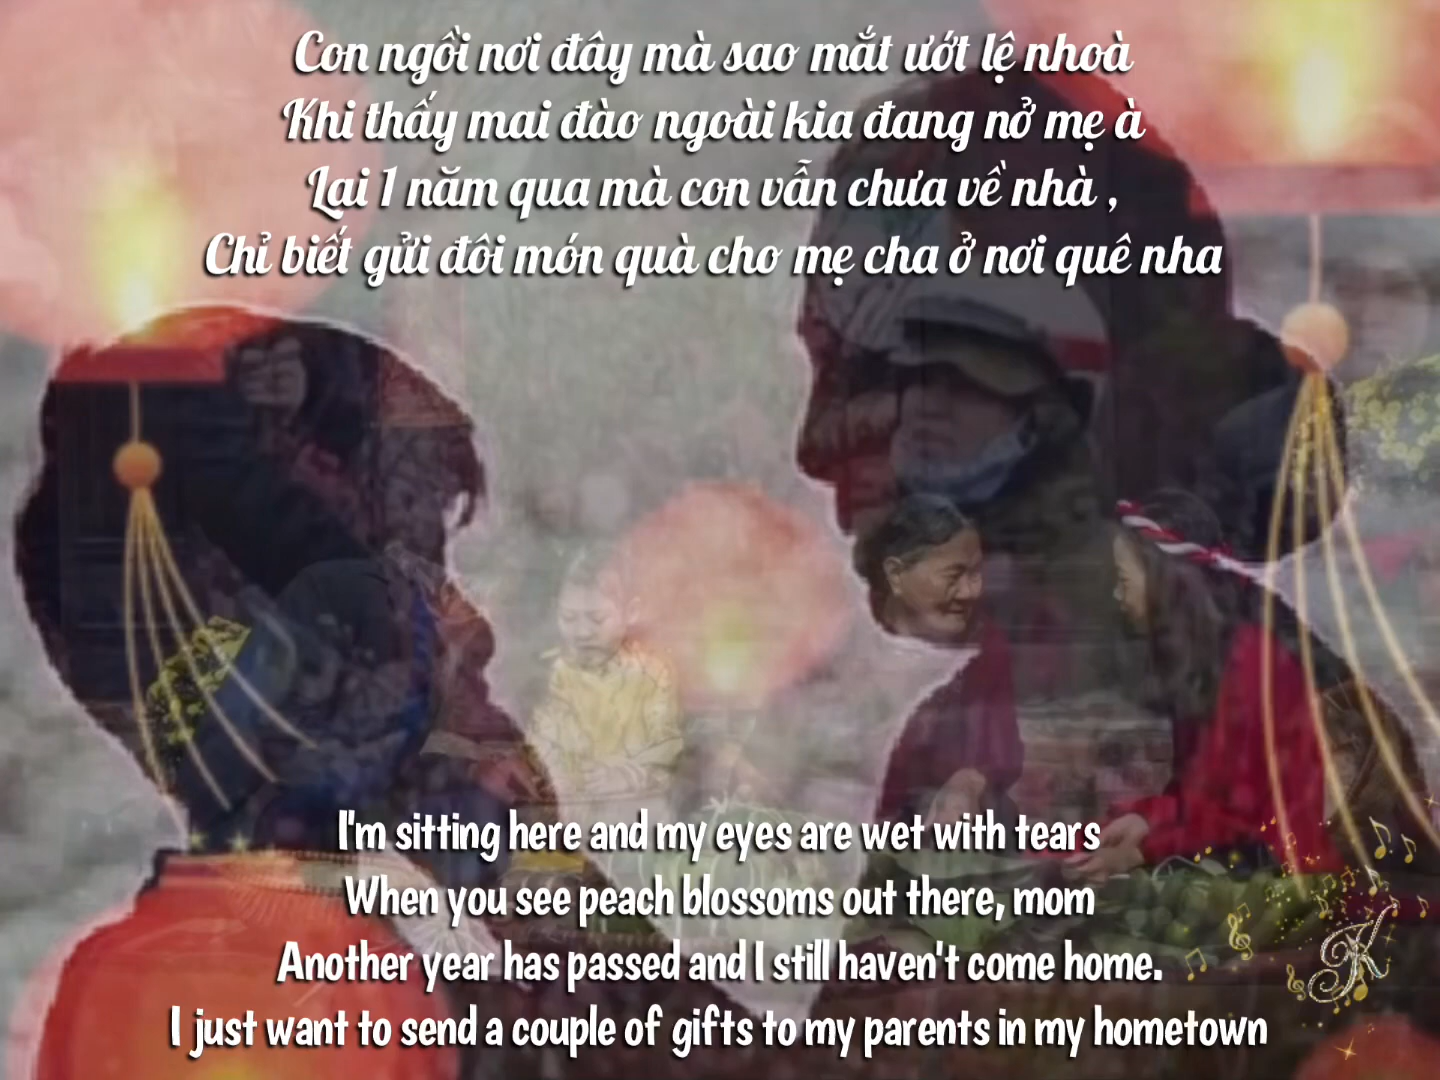 Con ngồi nơi đây mà sao mắt ướt lệ nhoà
Khi thấy mai đào ngoài kia đang nở mẹ à
Lai 1 năm qua mà con vẫn chưa về nhà ,
Chỉ biết gửi đôi món quà cho mẹ cha ở nơi quê nha
I'm sitting here and my eyes are wet with tears
When you see peach blossoms out there, mom
Another year has passed and I still haven't come home.
I just want to send a couple of gifts to my parents in my hometown
K